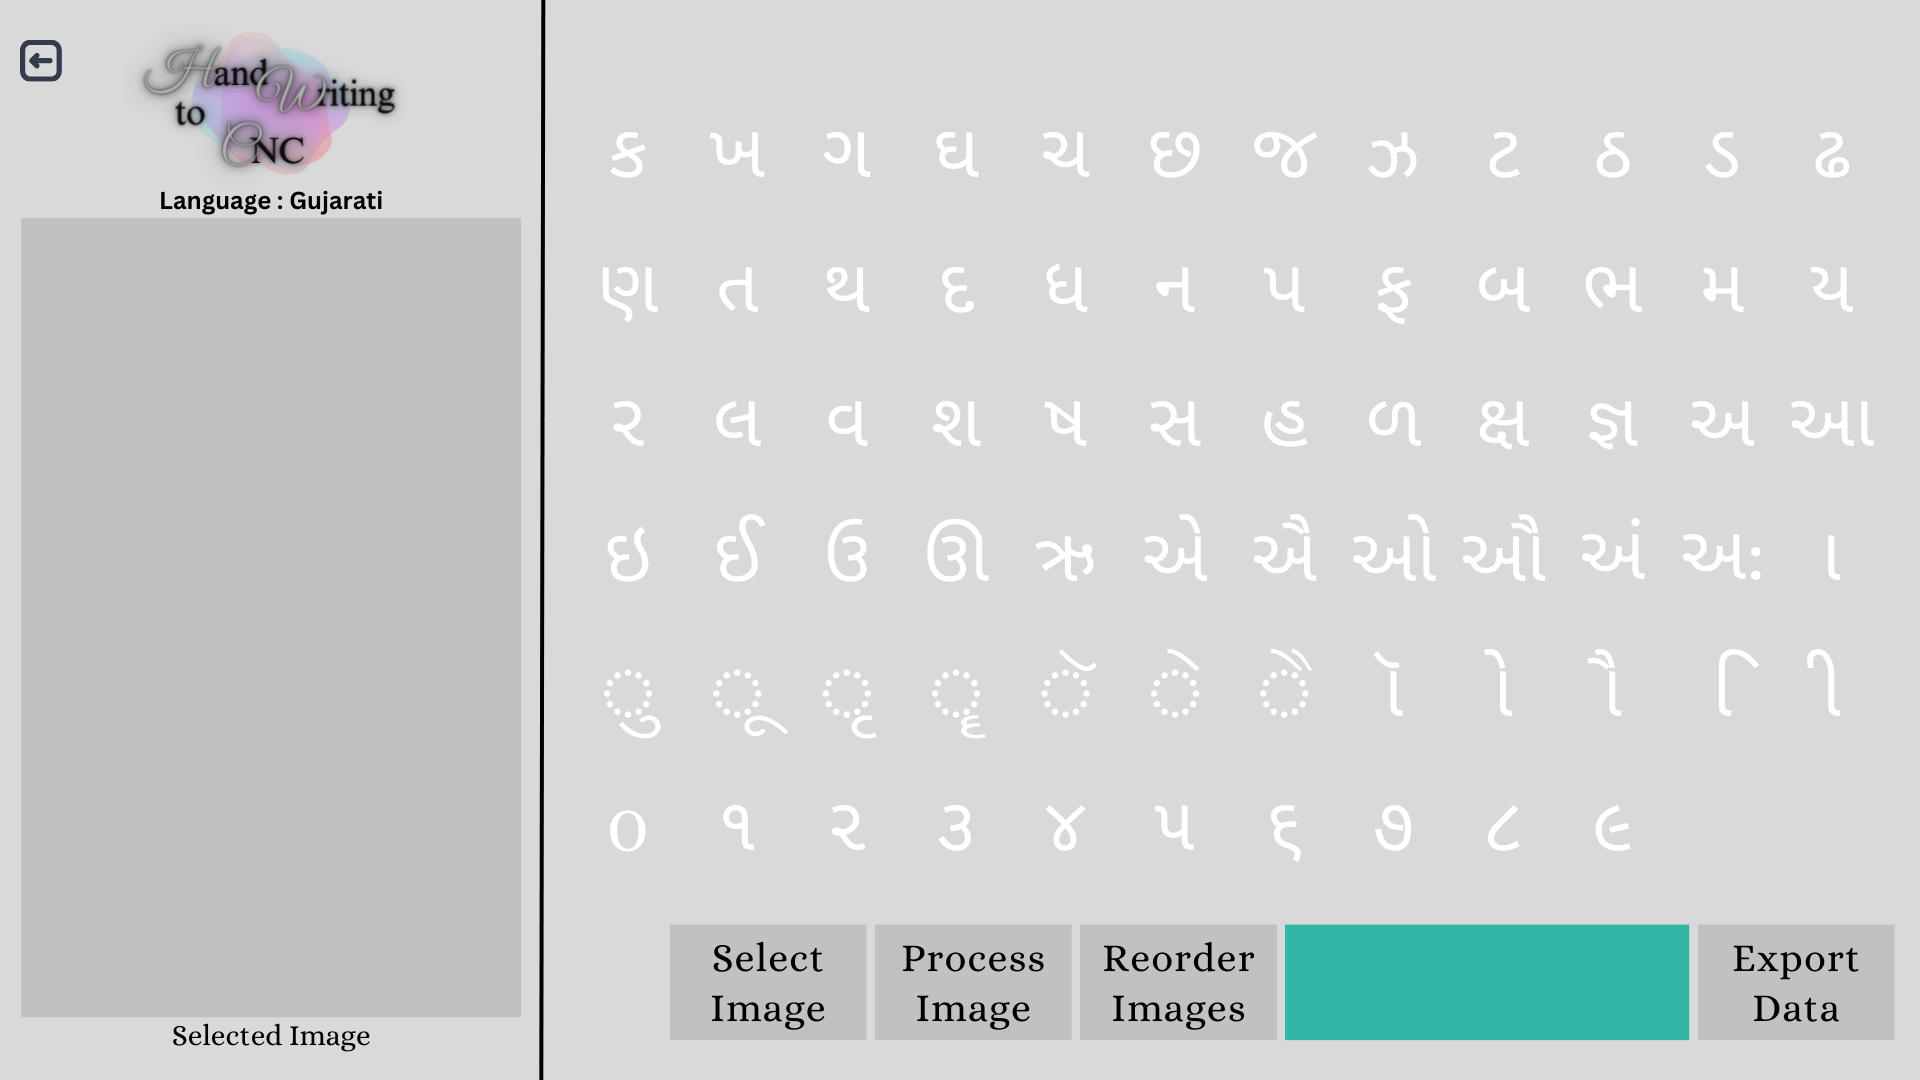 Hand Writing
to
CNC
Language : Gujarati
ક ખ ગ ઘ ચ છ જ ઝ ટ ઠ ડ ઢ
ણ ત થ દ ધ ન પ ફ બ ભ મ ય
ર લ વ શ ષ સ હ ળ ક્ષ જ્ઞ અ આ
ઇ ઈ ઉ ઊ ઋ એ ઐ ઓ ઔ અં અઃ ા
ુ ૂ ૃ ૄ ૅ ે ૈ ૉ ો ૌ િ ી
૦ ૧ ૨ ૩ ૪ ૫ ૬ ૭ ૮ ૯
Select Process Reorder Export
Image Image Images Data
Selected Image